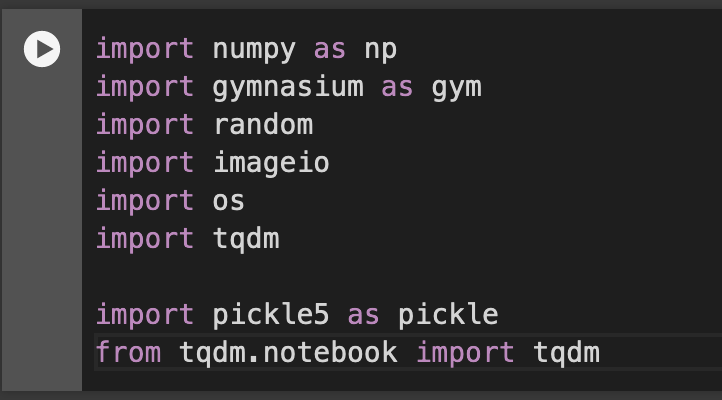 import numpy as np
import gymnasium as gym
import random
import imageio
import os
import tqdm
import pickle5 as pickle
from tqdm.notebook import tqdm